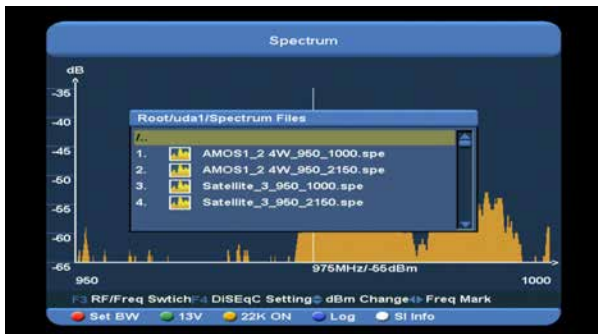 Spectrum
dB
-35
-40
-45
-50
-55
-60
-65
Root/uda1/Spectrum Files
/..
1. AMOS1_2 4W_950_1000.spe
2. AMOS1_2 4W_950_2150.spe
3. Satellite_3_950_1000.spe
4. Satellite_3_950_2150.spe
975MHz/-55dBm
950 1000
F3 RF/Freq Swtich F4 DiSEqC Setting dBm Change Freq Mark
Set BW 13V 22K ON Log SI Info